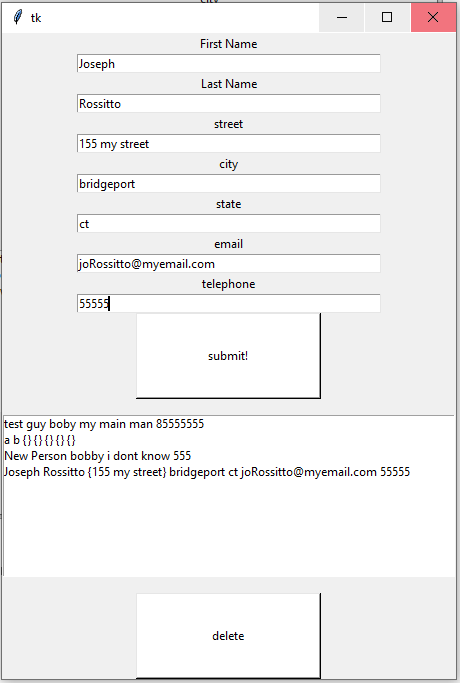 tk
First Name
Joseph
Last Name
Rossitto
street
155 my street
city
bridgeport
state
ct
email
joRossitto@myemail.com
telephone
55555
submit!
test guy boby my main man 85555555
a b {} {} {} {} {}
New Person bobby i dont know 555
Joseph Rossitto {155 my street} bridgeport ct joRossitto@myemail.com 55555
delete